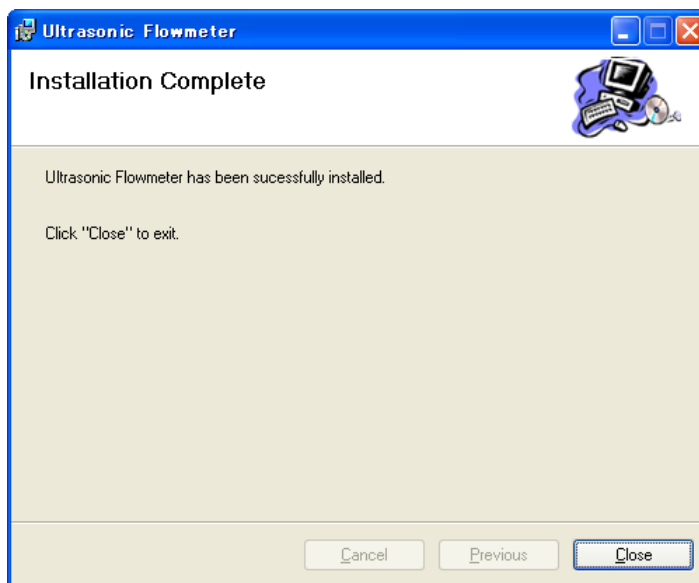 Ultrasonic Flowmeter
Installation Complete
Ultrasonic Flowmeter has been sucessfully installed.
Click "Close" to exit.
Cancel Previous Close